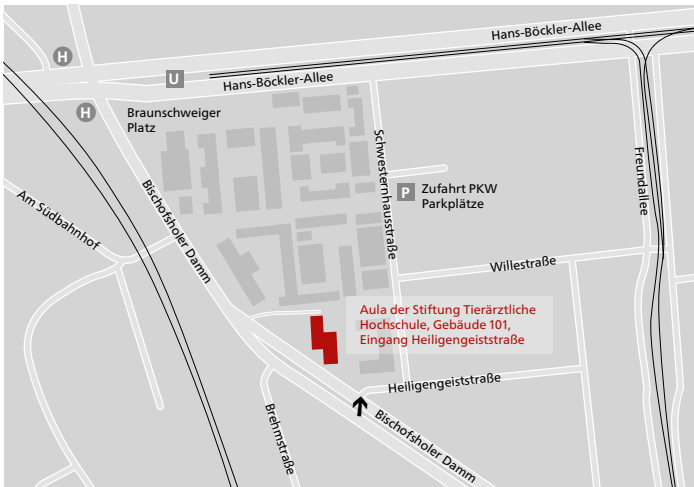 Hans-Böckler-Allee
H
U
Hans-Böckler-Allee
H
Braunschweiger
Platz
Schwesternhausstraße
Freundallee
P
Zufahrt PKW
Parkplätze
Bischofsholer Damm
Am Südbahnhof
Willestraße
Aula der Stiftung Tierärztliche
Hochschule, Gebäude 101,
Eingang Heiligengeiststraße
Heiligengeiststraße
Brehmstraße
Bischofsholer Damm